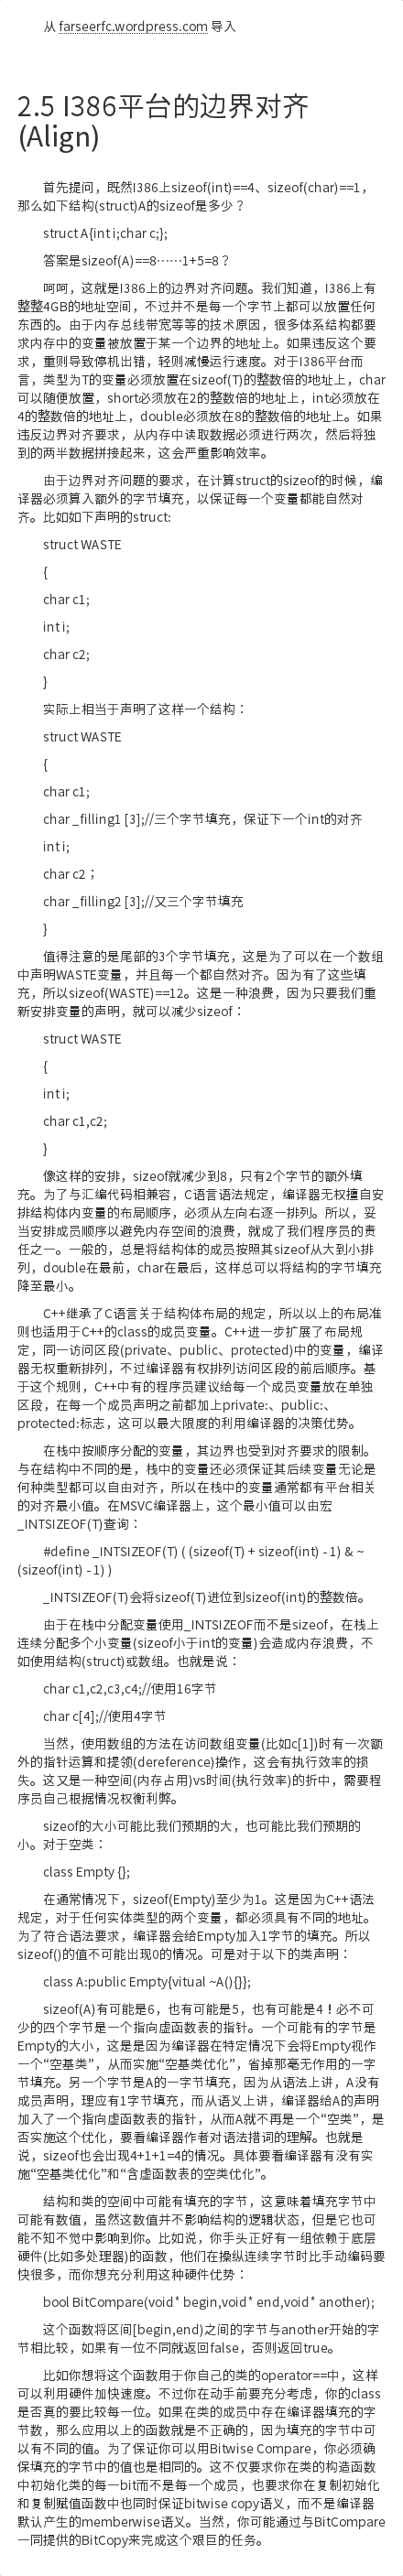 从 farseerfc.wordpress.com 导入
2.5 I386平台的边界对齐
(Align)
首先提问，既然I386上sizeof(int)==4、sizeof(char)==1，
那么如下结构(struct)A的sizeof是多少？
struct A{int i;char c;};
答案是sizeof(A)==8……1+5=8？
呵呵，这就是I386上的边界对齐问题。我们知道，I386上有
整整4GB的地址空间，不过并不是每一个字节上都可以放置任何
东西的。由于内存总线带宽等等的技术原因，很多体系结构都要
求内存中的变量被放置于某一个边界的地址上。如果违反这个要
求，重则导致停机出错，轻则减慢运行速度。对于I386平台而
言，类型为T的变量必须放置在sizeof(T)的整数倍的地址上，char
可以随便放置，short必须放在2的整数倍的地址上，int必须放在
4的整数倍的地址上，double必须放在8的整数倍的地址上。如果
违反边界对齐要求，从内存中读取数据必须进行两次，然后将独
到的两半数据拼接起来，这会严重影响效率。
由于边界对齐问题的要求，在计算struct的sizeof的时候，编
译器必须算入额外的字节填充，以保证每一个变量都能自然对
齐。比如如下声明的struct:
struct WASTE
{
char c1;
int i;
char c2;
}
实际上相当于声明了这样一个结构：
struct WASTE
{
char c1;
char _filling1 [3];//三个字节填充，保证下一个int的对齐
int i;
char c2；
char _filling2 [3];//又三个字节填充
}
值得注意的是尾部的3个字节填充，这是为了可以在一个数组
中声明WASTE变量，并且每一个都自然对齐。因为有了这些填
充，所以sizeof(WASTE)==12。这是一种浪费，因为只要我们重
新安排变量的声明，就可以减少sizeof：
struct WASTE
{
int i;
char c1,c2;
}
像这样的安排，sizeof就减少到8，只有2个字节的额外填
充。为了与汇编代码相兼容，C语言语法规定，编译器无权擅自安
排结构体内变量的布局顺序，必须从左向右逐一排列。所以，妥
当安排成员顺序以避免内存空间的浪费，就成了我们程序员的责
任之一。一般的，总是将结构体的成员按照其sizeof从大到小排
列，double在最前，char在最后，这样总可以将结构的字节填充
降至最小。
C++继承了C语言关于结构体布局的规定，所以以上的布局准
则也适用于C++的class的成员变量。C++进一步扩展了布局规
定，同一访问区段(private、public、protected)中的变量，编译
器无权重新排列，不过编译器有权排列访问区段的前后顺序。基
于这个规则，C++中有的程序员建议给每一个成员变量放在单独
区段，在每一个成员声明之前都加上private:、public:、
protected:标志，这可以最大限度的利用编译器的决策优势。
在栈中按顺序分配的变量，其边界也受到对齐要求的限制。
与在结构中不同的是，栈中的变量还必须保证其后续变量无论是
何种类型都可以自由对齐，所以在栈中的变量通常都有平台相关
的对齐最小值。在MSVC编译器上，这个最小值可以由宏
_INTSIZEOF(T)查询：
#define _INTSIZEOF(T) ( (sizeof(T) + sizeof(int) - 1) & ~
(sizeof(int) - 1) )
_INTSIZEOF(T)会将sizeof(T)进位到sizeof(int)的整数倍。
由于在栈中分配变量使用_INTSIZEOF而不是sizeof，在栈上
连续分配多个小变量(sizeof小于int的变量)会造成内存浪费，不
如使用结构(struct)或数组。也就是说：
char c1,c2,c3,c4;//使用16字节
char c[4];//使用4字节
当然，使用数组的方法在访问数组变量(比如c[1])时有一次额
外的指针运算和提领(dereference)操作，这会有执行效率的损
失。这又是一种空间(内存占用)vs时间(执行效率)的折中，需要程
序员自己根据情况权衡利弊。
sizeof的大小可能比我们预期的大，也可能比我们预期的
小。对于空类：
class Empty {};
在通常情况下，sizeof(Empty)至少为1。这是因为C++语法
规定，对于任何实体类型的两个变量，都必须具有不同的地址。
为了符合语法要求，编译器会给Empty加入1字节的填充。所以
sizeof()的值不可能出现0的情况。可是对于以下的类声明：
class A:public Empty{vitual ~A(){}};
sizeof(A)有可能是6，也有可能是5，也有可能是4！必不可
少的四个字节是一个指向虚函数表的指针。一个可能有的字节是
Empty的大小，这是是因为编译器在特定情况下会将Empty视作
一个“空基类”，从而实施“空基类优化”，省掉那毫无作用的一字
节填充。另一个字节是A的一字节填充，因为从语法上讲，A没有
成员声明，理应有1字节填充，而从语义上讲，编译器给A的声明
加入了一个指向虚函数表的指针，从而A就不再是一个“空类”，是
否实施这个优化，要看编译器作者对语法措词的理解。也就是
说，sizeof也会出现4+1+1=4的情况。具体要看编译器有没有实
施“空基类优化”和“含虚函数表的空类优化”。
结构和类的空间中可能有填充的字节，这意味着填充字节中
可能有数值，虽然这数值并不影响结构的逻辑状态，但是它也可
能不知不觉中影响到你。比如说，你手头正好有一组依赖于底层
硬件(比如多处理器)的函数，他们在操纵连续字节时比手动编码要
快很多，而你想充分利用这种硬件优势：
bool BitCompare(void* begin,void* end,void* another);
这个函数将区间[begin,end)之间的字节与another开始的字
节相比较，如果有一位不同就返回false，否则返回true。
比如你想将这个函数用于你自己的类的operator==中，这样
可以利用硬件加快速度。不过你在动手前要充分考虑，你的class
是否真的要比较每一位。如果在类的成员中存在编译器填充的字
节数，那么应用以上的函数就是不正确的，因为填充的字节中可
以有不同的值。为了保证你可以用Bitwise Compare，你必须确
保填充的字节中的值也是相同的。这不仅要求你在类的构造函数
中初始化类的每一bit而不是每一个成员，也要求你在复制初始化
和复制赋值函数中也同时保证bitwise copy语义，而不是编译器
默认产生的memberwise语义。当然，你可能通过与BitCompare
一同提供的BitCopy来完成这个艰巨的任务。